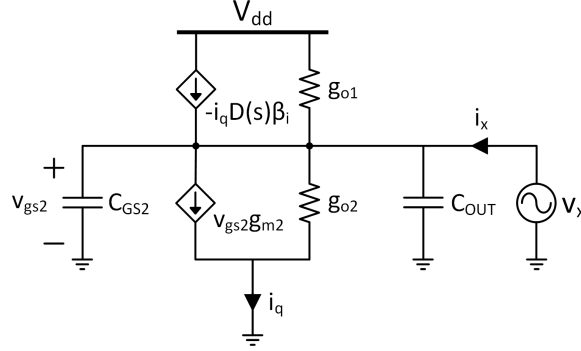 Vdd
-iqD(s)βi
go1
ix
+
vgs2
−
CGS2
vgs2gm2
go2
COUT
vx
iq